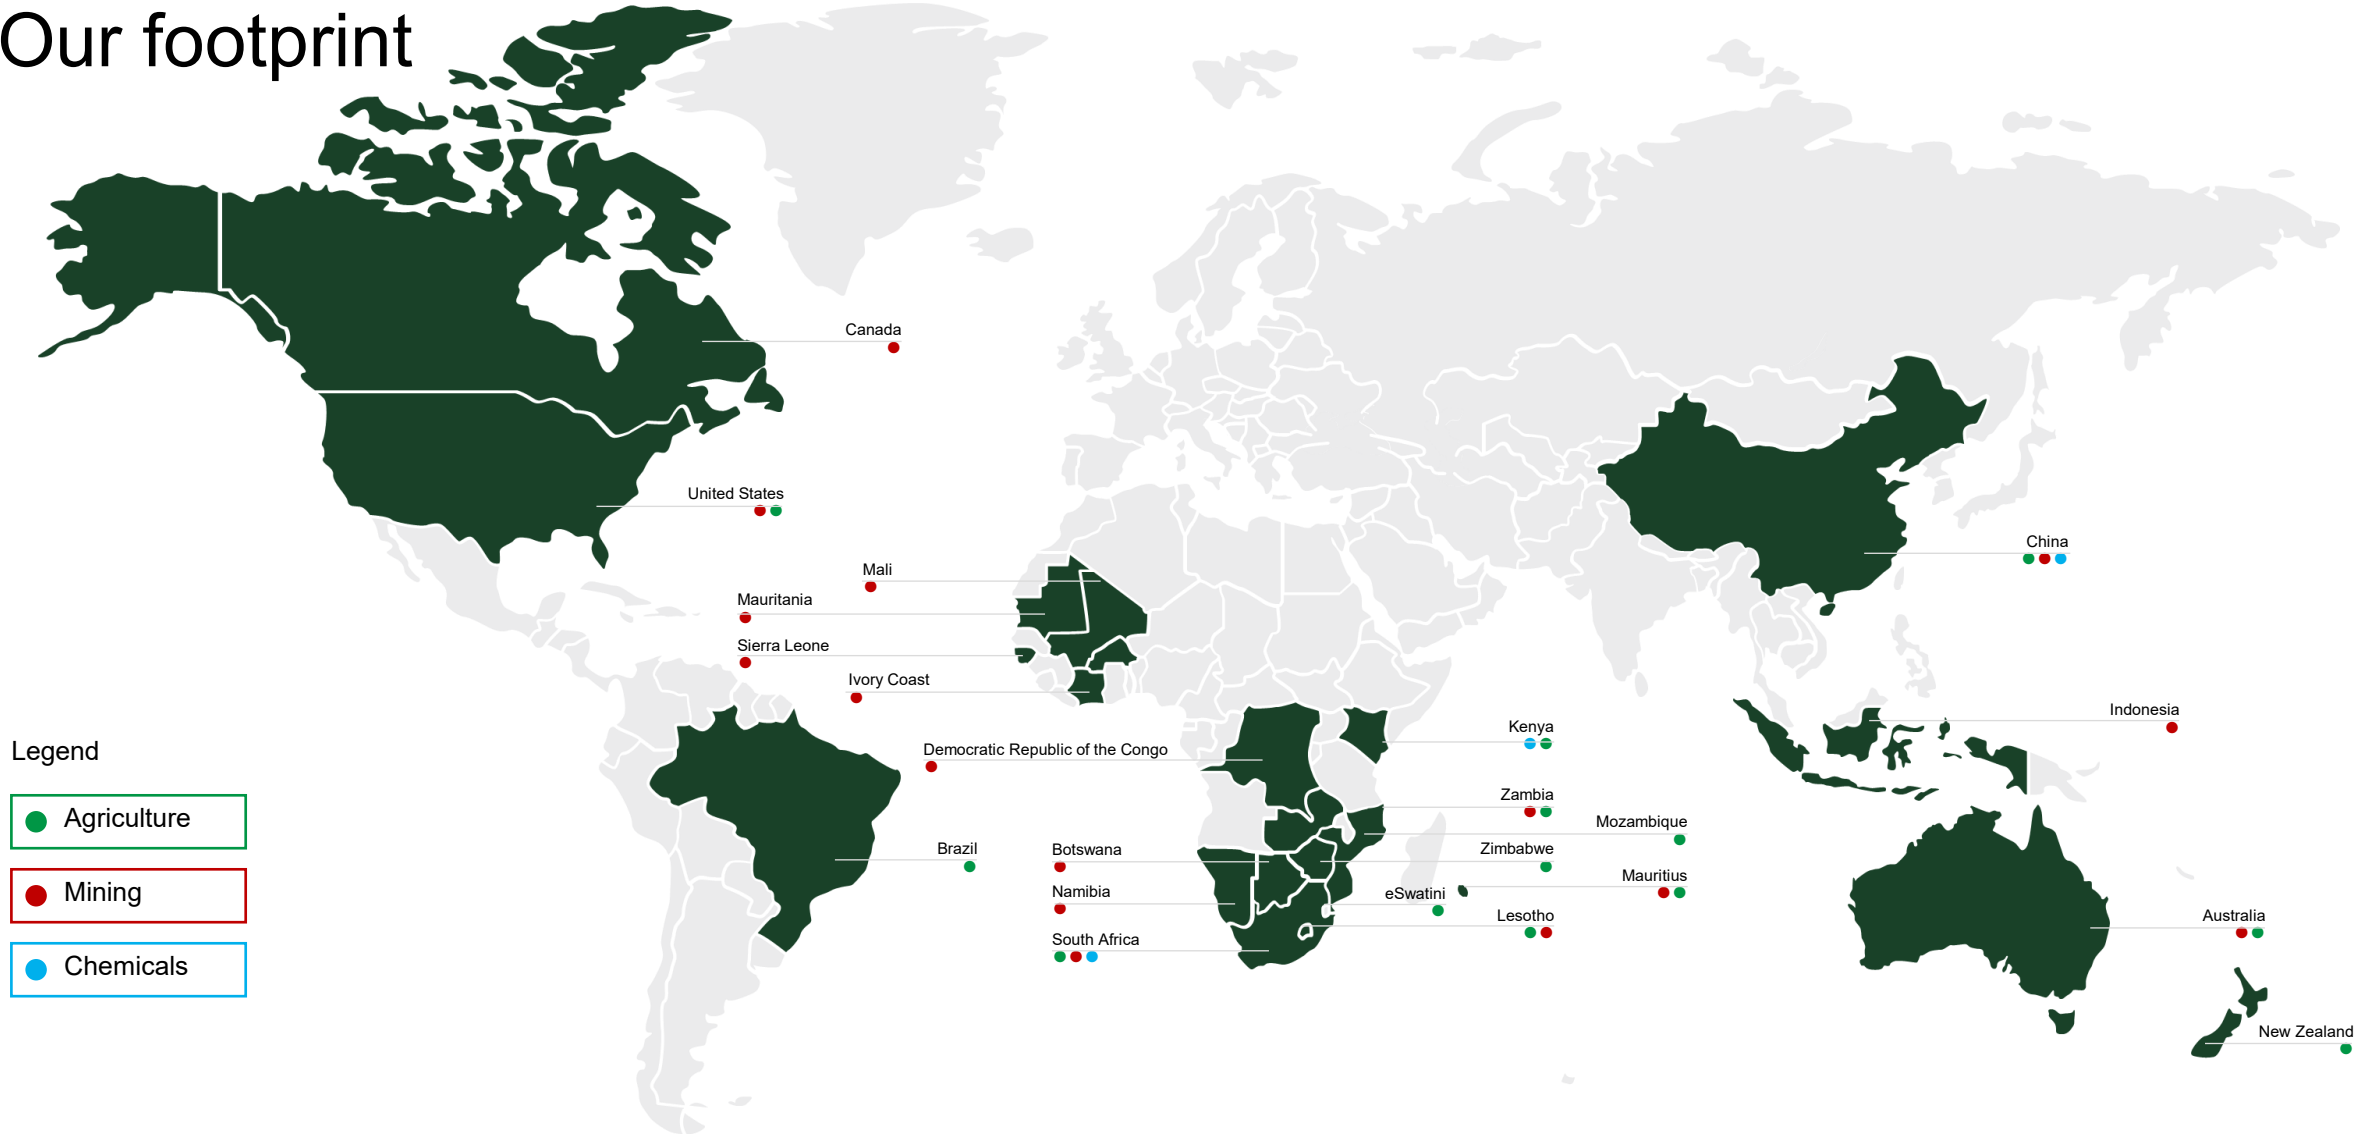 Our footprint
Canada
United States
China
Mali
Mauritania
Sierra Leone
Ivory Coast
Indonesia
Kenya
Democratic Republic of the Congo
Zambia
Mozambique
Brazil
Botswana
Zimbabwe
Mauritius
Namibia
eSwatini
Lesotho
Australia
South Africa
New Zealand
Legend
Agriculture
Mining
Chemicals